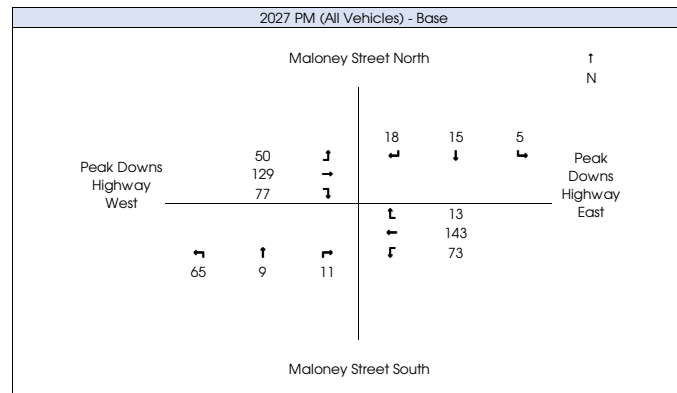 2027 PM (All Vehicles) - Base
Maloney Street North
↑
N
18 15 5
↵ ↓ ↳
Peak Downs
Highway
West
50 ⮥
129 →
77 ⮧
Peak
Downs
Highway
East
⮤ 13
← 143
⮦ 73
↰ ↑ ↱
65 9 11
Maloney Street South